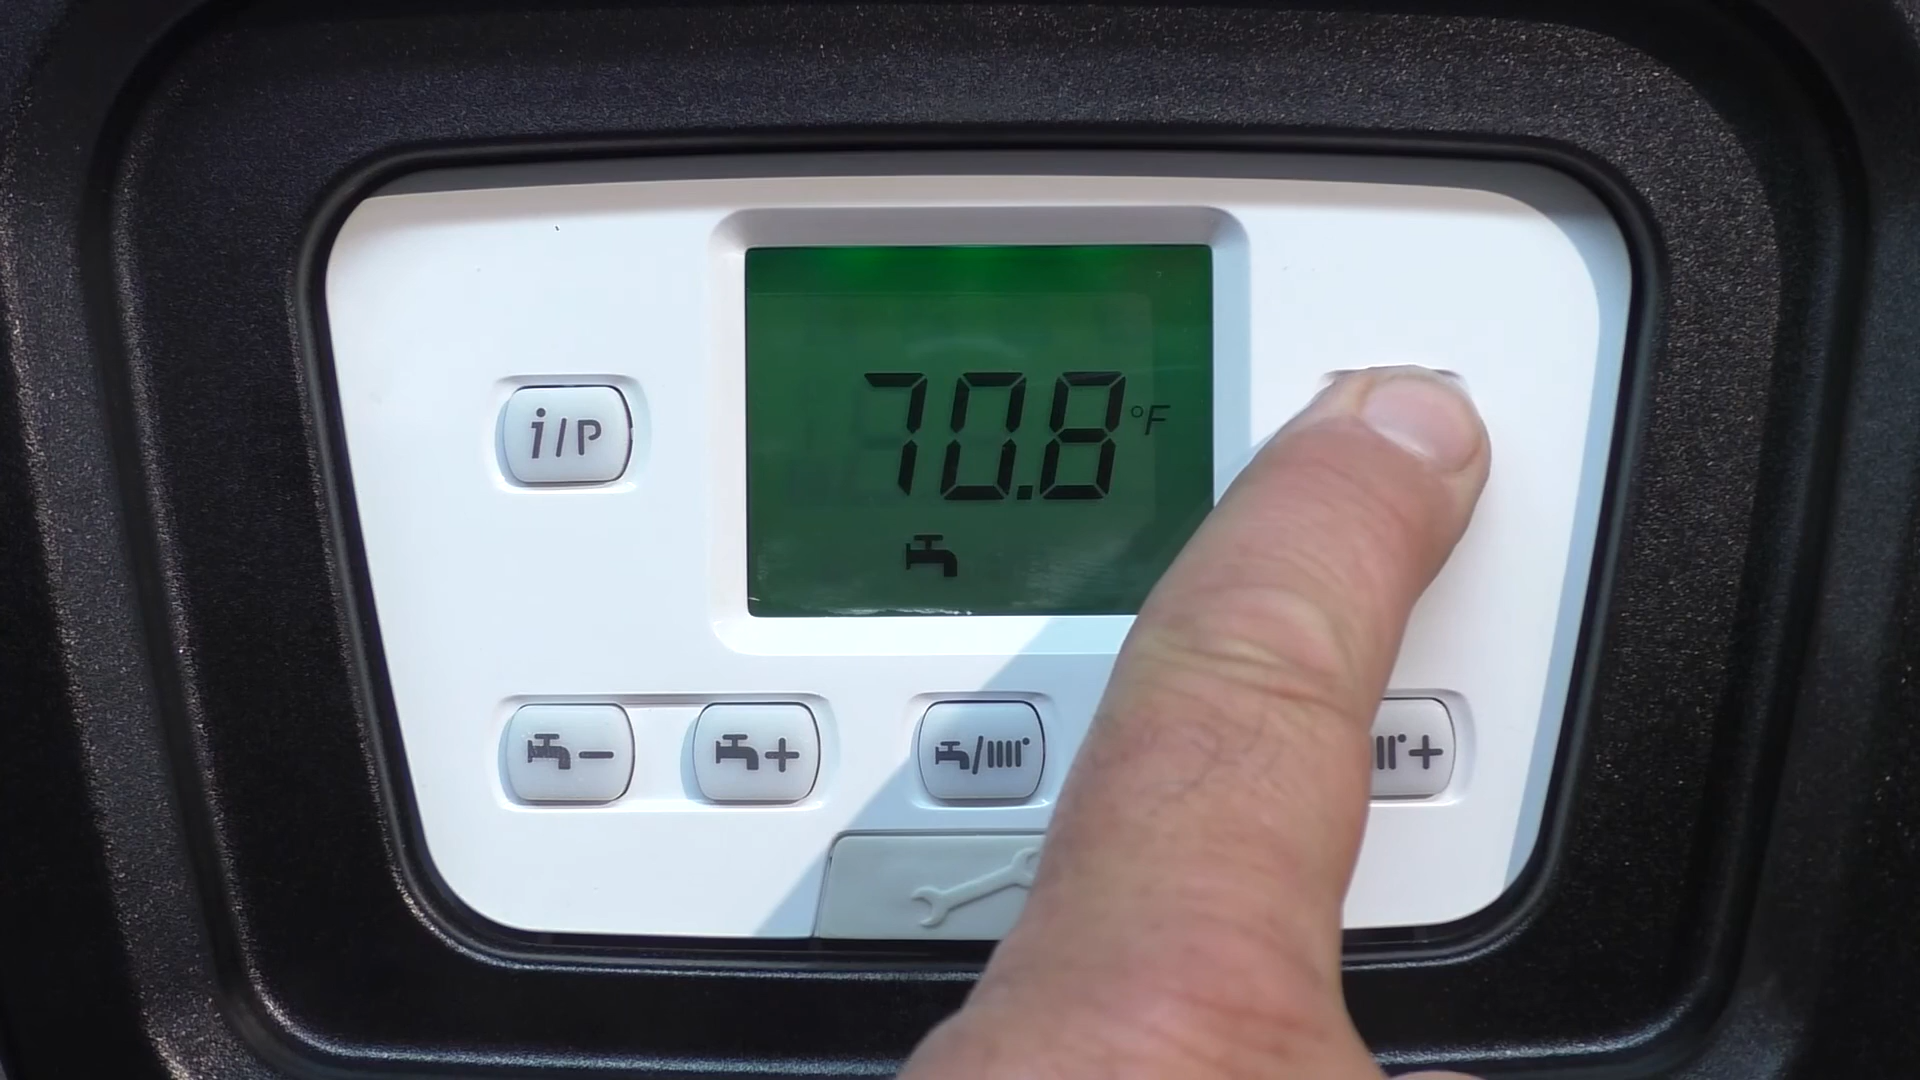 i/P
70.8 °F
- + / +